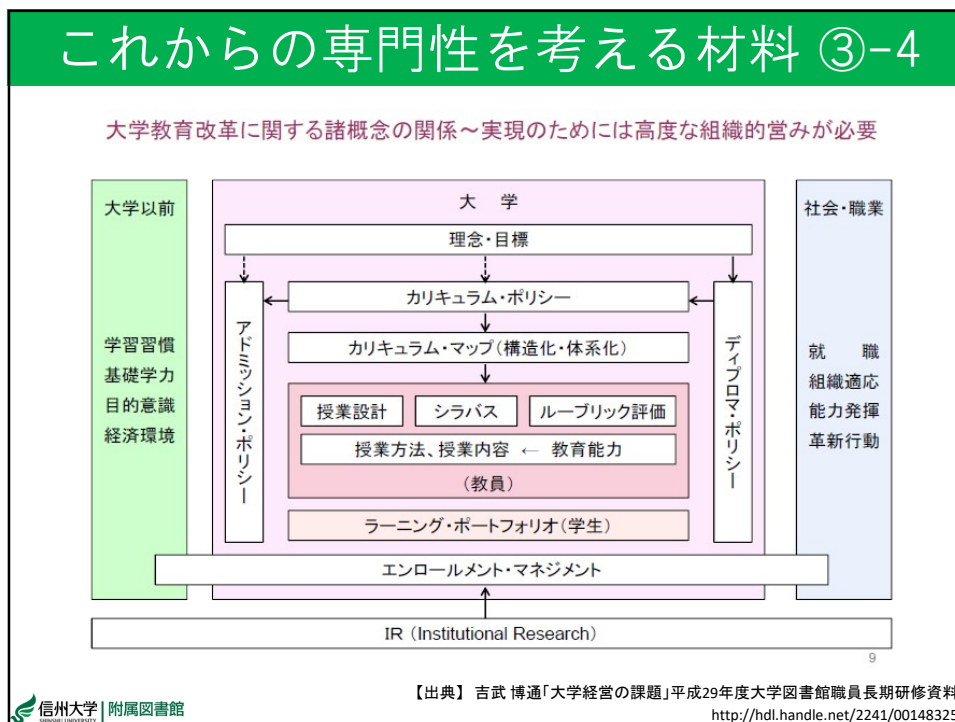 これからの専門性を考える材料 ③-4
大学教育改革に関する諸概念の関係～実現のためには高度な組織的営みが必要
大学以前
学習習慣
基礎学力
目的意識
経済環境
大　学
理念・目標
アドミッション・ポリシー
カリキュラム・ポリシー
カリキュラム・マップ（構造化・体系化）
授業設計
シラバス
ルーブリック評価
授業方法、授業内容 ← 教育能力
（教員）
ラーニング・ポートフォリオ（学生）
ディプロマ・ポリシー
社会・職業
就　職
組織適応
能力発揮
革新行動
エンロールメント・マネジメント
IR（Institutional Research）
9
【出典】 吉武 博通「大学経営の課題」平成29年度大学図書館職員長期研修資料
http://hdl.handle.net/2241/00148325
信州大学 附属図書館
SHINSHU UNIVERSITY